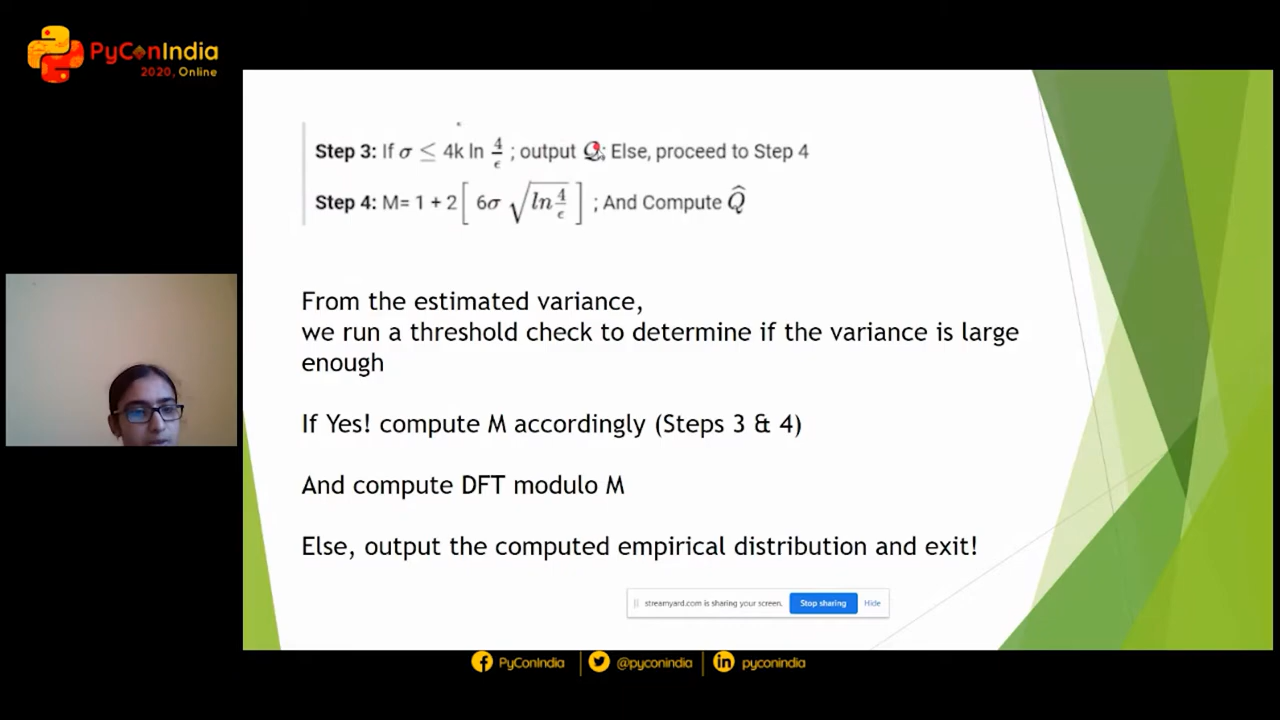 PyConIndia
2020, Online
Step 3: If σ ≤ 4k ln 4/ϵ ; output Q; Else, proceed to Step 4
Step 4: M= 1 + 2[ 6σ √(ln 4/ϵ) ] ; And Compute Q̂
From the estimated variance,
we run a threshold check to determine if the variance is large
enough
If Yes! compute M accordingly (Steps 3 & 4)
And compute DFT modulo M
Else, output the computed empirical distribution and exit!
streamyard.com is sharing your screen. Stop sharing Hide
PyConIndia @pyconindia pyconindia